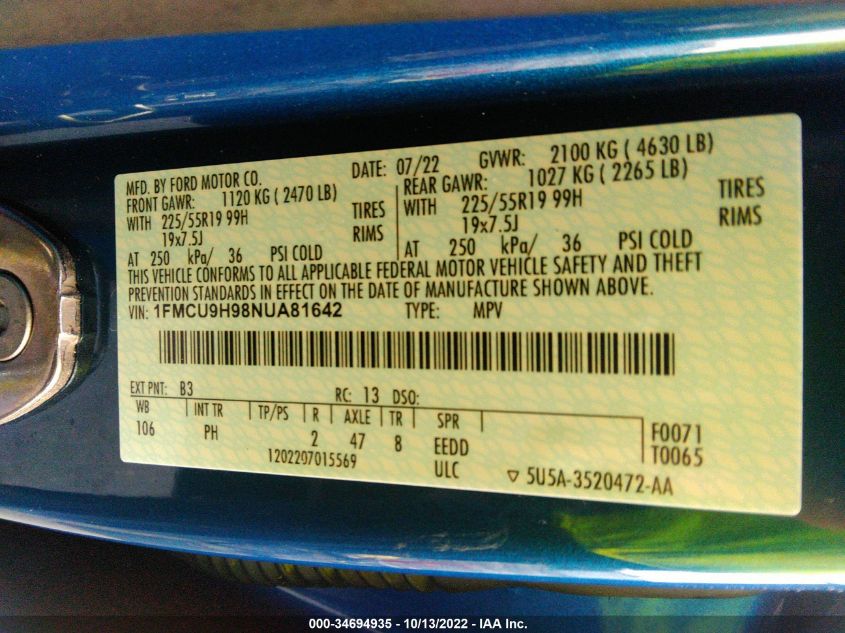 MFD. BY FORD MOTOR CO. DATE: 07/22 GVWR: 2100 KG ( 4630 LB)
FRONT GAWR: 1120 KG ( 2470 LB) REAR GAWR: 1027 KG ( 2265 LB)
WITH 225/55R19 99H TIRES WITH 225/55R19 99H TIRES
19x7.5J RIMS 19x7.5J RIMS
AT 250 kPa/ 36 PSI COLD AT 250 kPa/ 36 PSI COLD
THIS VEHICLE CONFORMS TO ALL APPLICABLE FEDERAL MOTOR VEHICLE SAFETY AND THEFT
PREVENTION STANDARDS IN EFFECT ON THE DATE OF MANUFACTURE SHOWN ABOVE.
VIN: 1FMCU9H98NUA81642 TYPE: MPV
EXT PNT: B3 RC: 13 DSO:
WB INT TR TP/PS R AXLE TR SPR
106 PH 2 47 8 EEDD F0071
1202207015569 ULC T0065
▽ 5U5A-3520472-AA
000-34694935 - 10/13/2022 - IAA Inc.